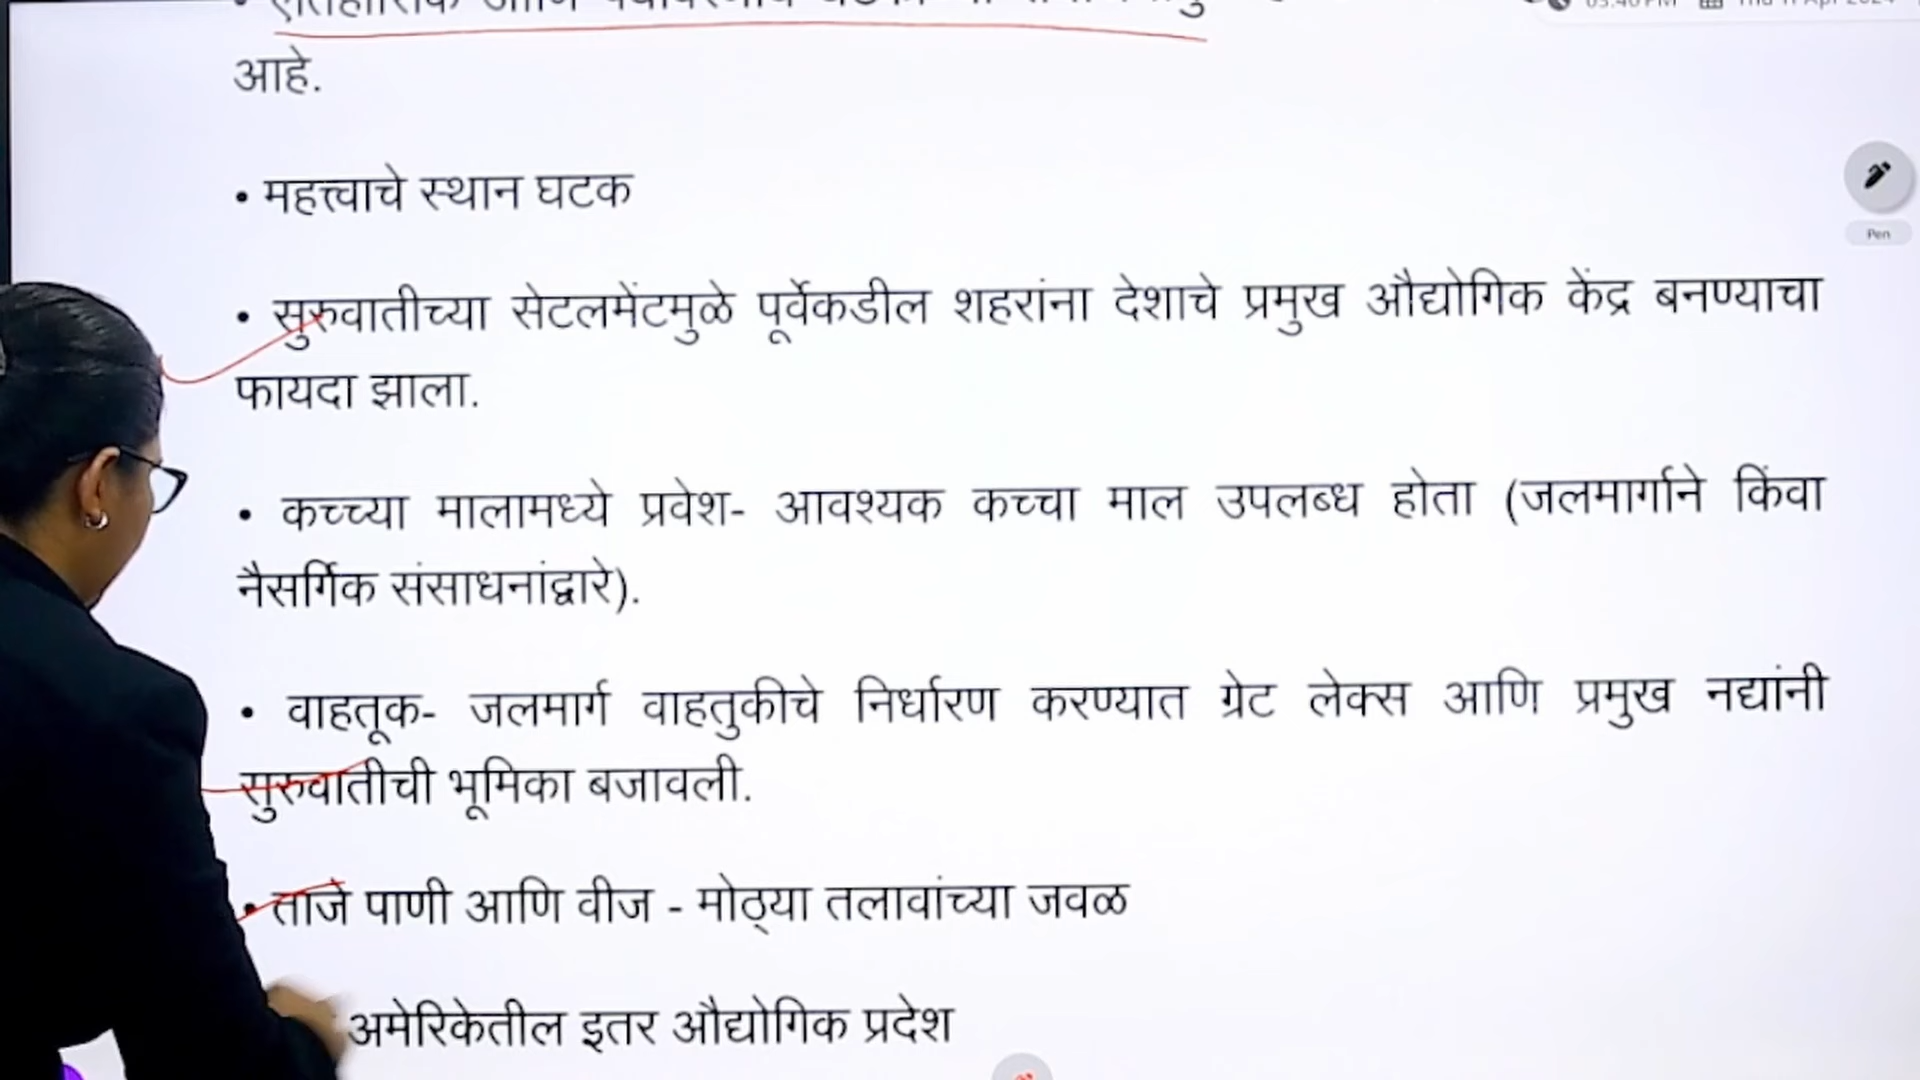 आहे.
• महत्त्वाचे स्थान घटक
Pen
• सुरुवातीच्या सेटलमेंटमुळे पूर्वेकडील शहरांना देशाचे प्रमुख औद्योगिक केंद्र बनण्याचा
फायदा झाला.
• कच्च्या मालामध्ये प्रवेश- आवश्यक कच्चा माल उपलब्ध होता (जलमार्गाने किंवा
नैसर्गिक संसाधनांद्वारे).
• वाहतूक- जलमार्ग वाहतुकीचे निर्धारण करण्यात ग्रेट लेक्स आणि प्रमुख नद्यांनी
सुरुवातीची भूमिका बजावली.
• ताजे पाणी आणि वीज - मोठ्या तलावांच्या जवळ
अमेरिकेतील इतर औद्योगिक प्रदेश